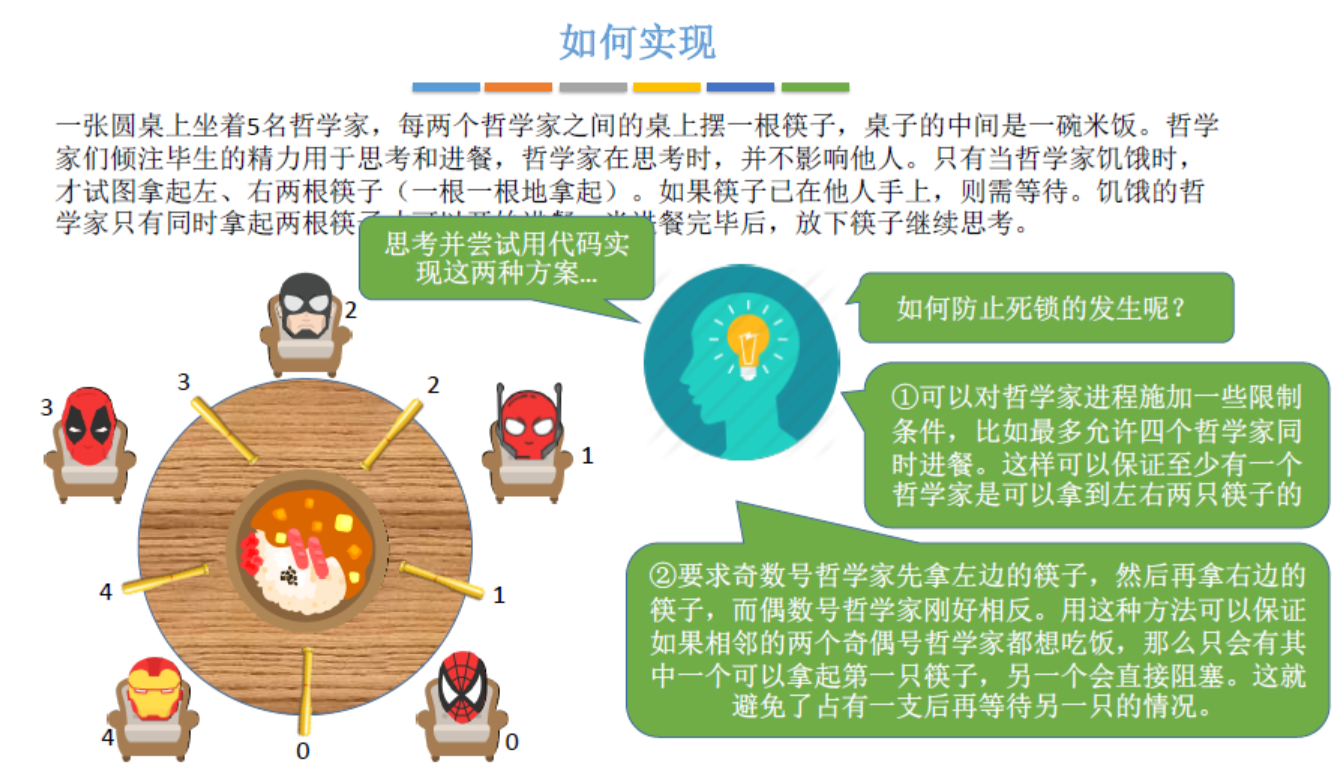 如何实现
一张圆桌上坐着5名哲学家，每两个哲学家之间的桌上摆一根筷子，桌子的中间是一碗米饭。哲学
家们倾注毕生的精力用于思考和进餐，哲学家在思考时，并不影响他人。只有当哲学家饥饿时，
才试图拿起左、右两根筷子（一根一根地拿起）。如果筷子已在他人手上，则需等待。饥饿的哲
学家只有同时拿起两根筷 餐完毕后，放下筷子继续思考。
思考并尝试用代码实
现这两种方案...
如何防止死锁的发生呢？
①可以对哲学家进程施加一些限制
条件，比如最多允许四个哲学家同
时进餐。这样可以保证至少有一个
哲学家是可以拿到左右两只筷子的
②要求奇数号哲学家先拿左边的筷子，然后再拿右边的
筷子，而偶数号哲学家刚好相反。用这种方法可以保证
如果相邻的两个奇偶号哲学家都想吃饭，那么只会有其
中一个可以拿起第一只筷子，另一个会直接阻塞。这就
避免了占有一支后再等待另一只的情况。
2
3
2
3
1
4
1
4
0
0